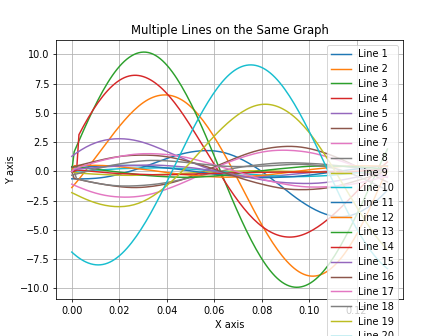 Multiple Lines on the Same Graph
10.0
7.5
5.0
2.5
0.0
−2.5
−5.0
−7.5
−10.0
Y axis
0.00
0.02
0.04
0.06
0.08
0.10
X axis
Line 1
Line 2
Line 3
Line 4
Line 5
Line 6
Line 7
Line 8
Line 9
Line 10
Line 11
Line 12
Line 13
Line 14
Line 15
Line 16
Line 17
Line 18
Line 19
Line 20